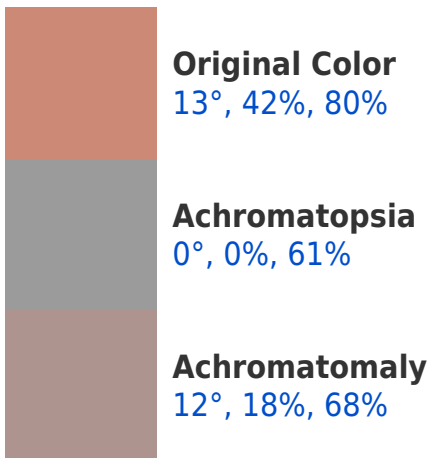 Original Color
13°, 42%, 80%
Achromatopsia
0°, 0%, 61%
Achromatomaly
12°, 18%, 68%